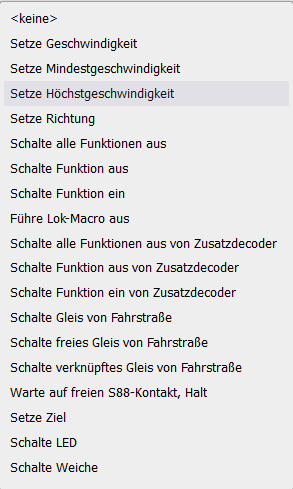 <keine>
Setze Geschwindigkeit
Setze Mindestgeschwindigkeit
Setze Höchstgeschwindigkeit
Setze Richtung
Schalte alle Funktionen aus
Schalte Funktion aus
Schalte Funktion ein
Führe Lok-Macro aus
Schalte alle Funktionen aus von Zusatzdecoder
Schalte Funktion aus von Zusatzdecoder
Schalte Funktion ein von Zusatzdecoder
Schalte Gleis von Fahrstraße
Schalte freies Gleis von Fahrstraße
Schalte verknüpftes Gleis von Fahrstraße
Warte auf freien S88-Kontakt, Halt
Setze Ziel
Schalte LED
Schalte Weiche